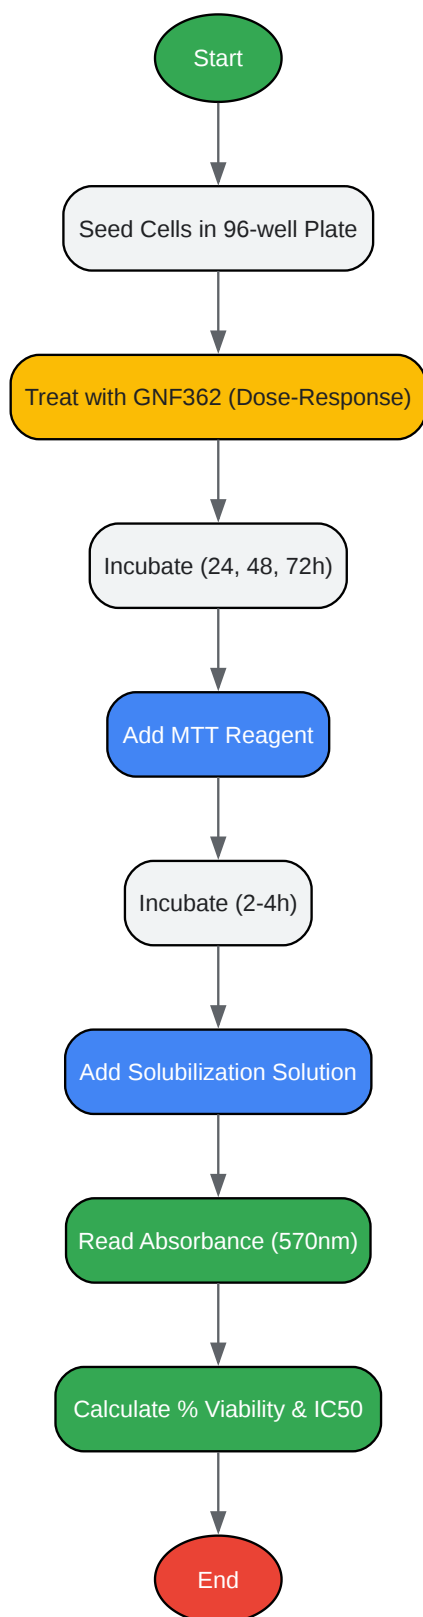 Start
Seed Cells in 96-well Plate
Treat with GNF362 (Dose-Response)
Incubate (24, 48, 72h)
Add MTT Reagent
Incubate (2-4h)
Add Solubilization Solution
Read Absorbance (570nm)
Calculate % Viability & IC50
End